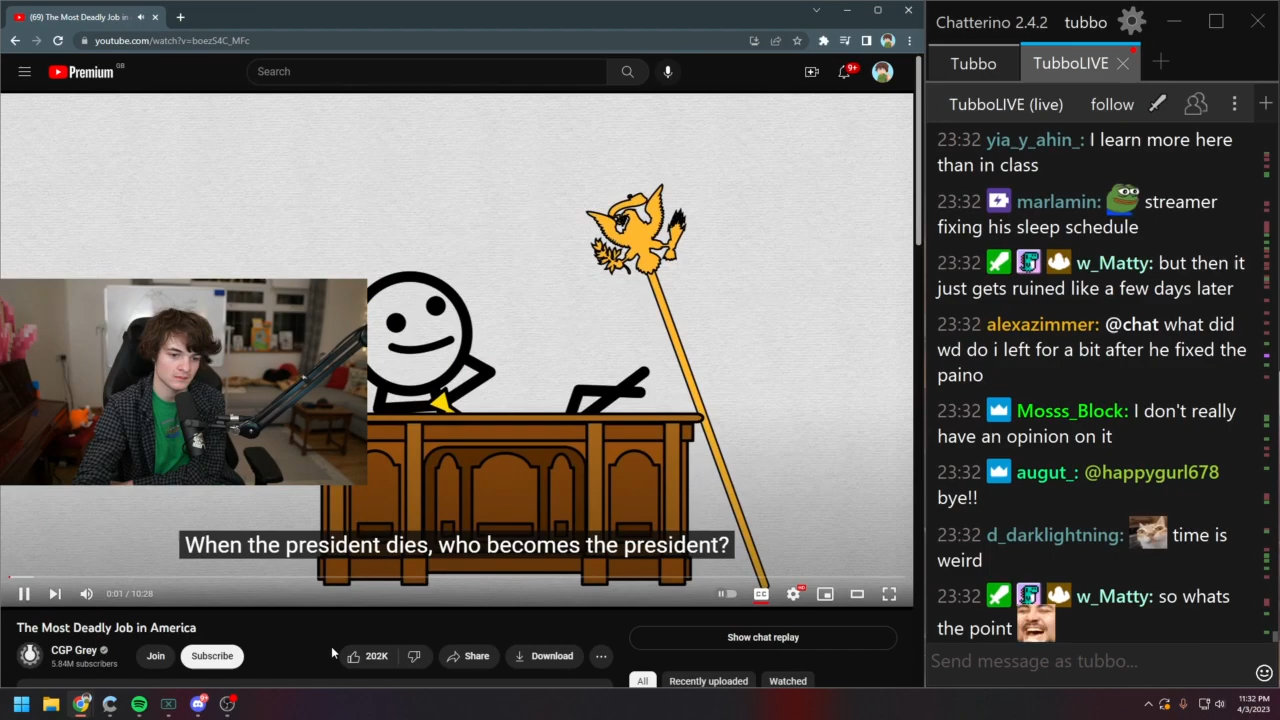 (69) The Most Deadly Job in
youtube.com/watch?v=boezS4C_MFc
Premium
GB
Search
9+
When the president dies, who becomes the president?
0:01 / 10:28
CC
HD
The Most Deadly Job in America
CGP Grey
5.84M subscribers
Join
Subscribe
202K
Share
Download
Show chat replay
All
Recently uploaded
Watched
Chatterino 2.4.2
tubbo
Tubbo
TubboLIVE
TubboLIVE (live)
follow
23:32 yia_y_ahin_: I learn more here
than in class
23:32 marlamin: streamer
fixing his sleep schedule
23:32 w_Matty: but then it
just gets ruined like a few days later
23:32 alexazimmer: @chat what did
wd do i left for a bit after he fixed the
paino
23:32 Mosss_Block: I don't really
have an opinion on it
23:32 augut_: @happygurl678
bye!!
23:32 d_darklightning: time is
weird
23:32 w_Matty: so whats
the point
Send message as tubbo...
11:32 PM
4/3/2023